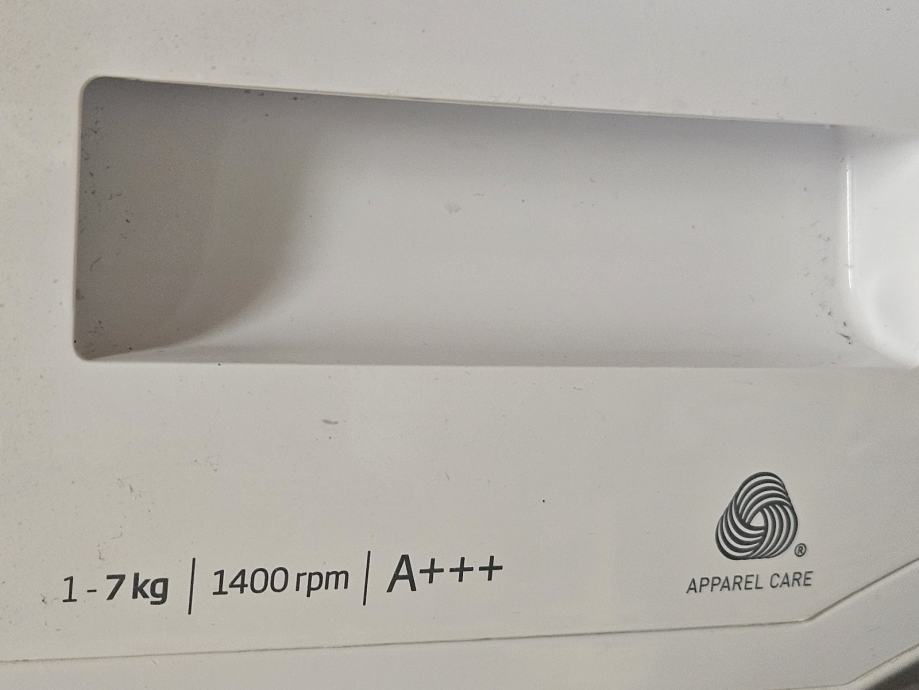 1 - 7 kg | 1400 rpm | A+++
®
APPAREL CARE